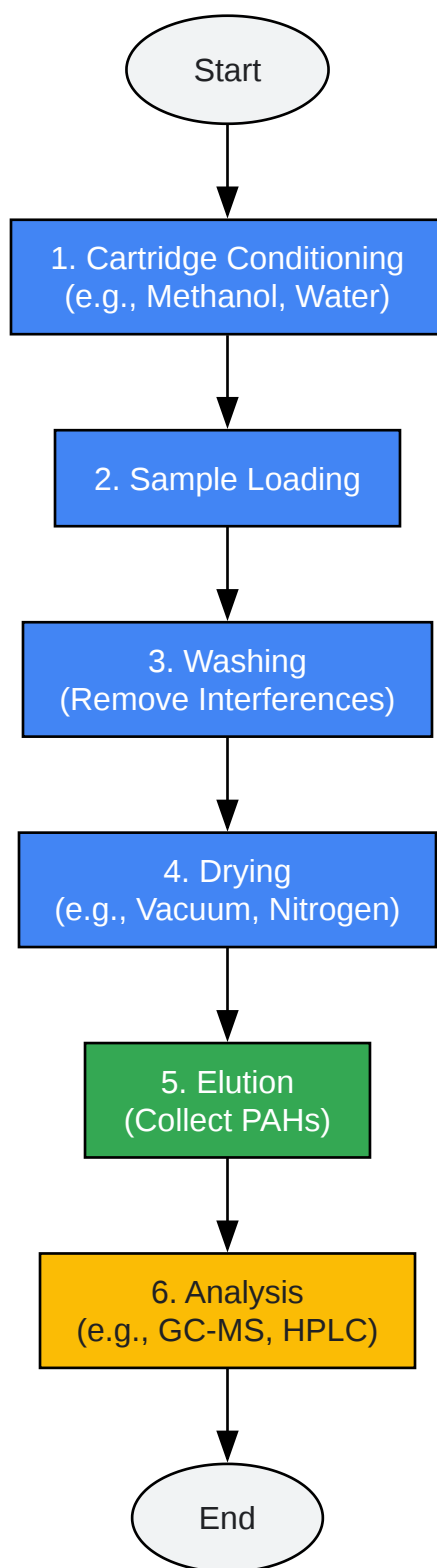 Start
1. Cartridge Conditioning
(e.g., Methanol, Water)
2. Sample Loading
3. Washing
(Remove Interferences)
4. Drying
(e.g., Vacuum, Nitrogen)
5. Elution
(Collect PAHs)
6. Analysis
(e.g., GC-MS, HPLC)
End